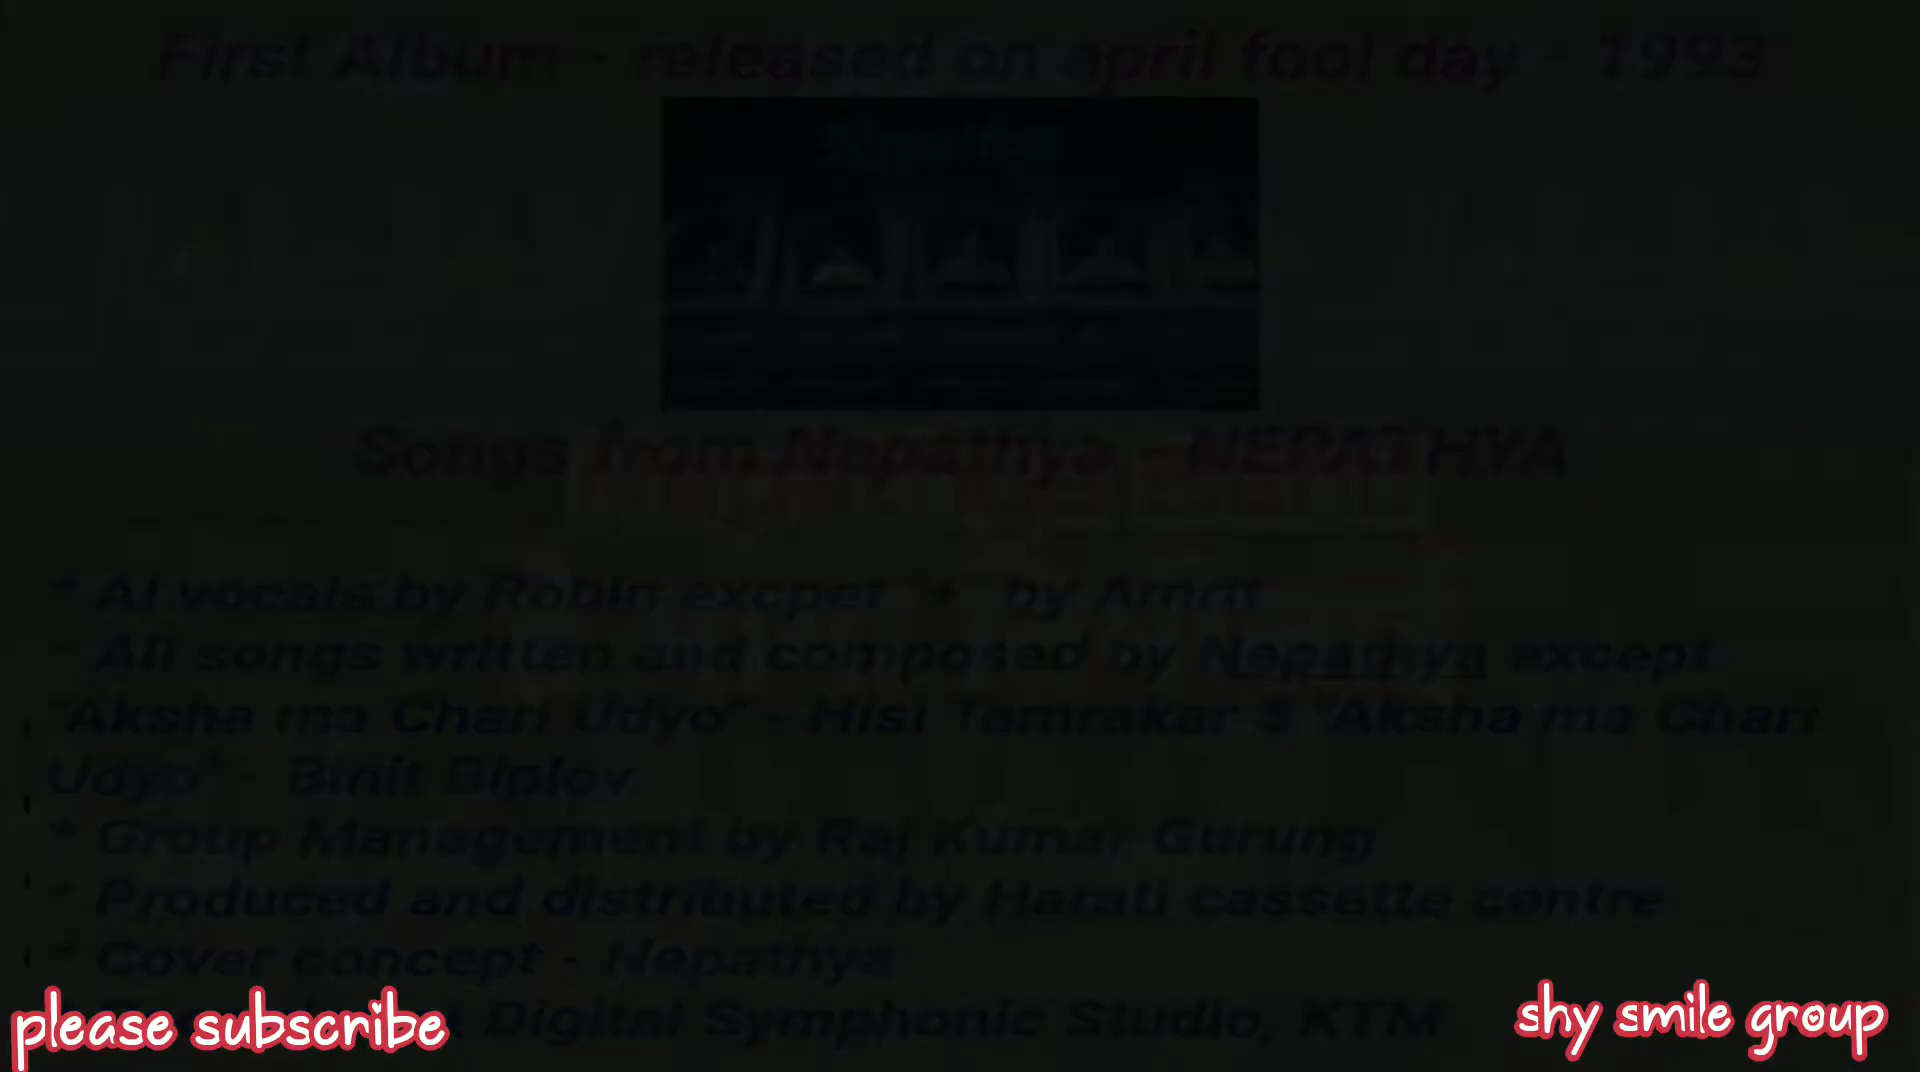 First Album - released on april fool day - 1993
Songs from Nepathya - NEPATHYA
* Al vocals by Robin excpet "+" by Amrit
* All songs written and composed by Nepathya except
"Aksha ma Chari Udyo" - Hisi Tamrakar $ "Aksha ma Chari
Udyo" - Binit Biplov
* Group Management by Raj Kumar Gurung
* Produced and distributed by Harati cassette centre
* Cover concept - Nepathya
Digital Symphonic Studio, KTM
please subscribe
shy smile group